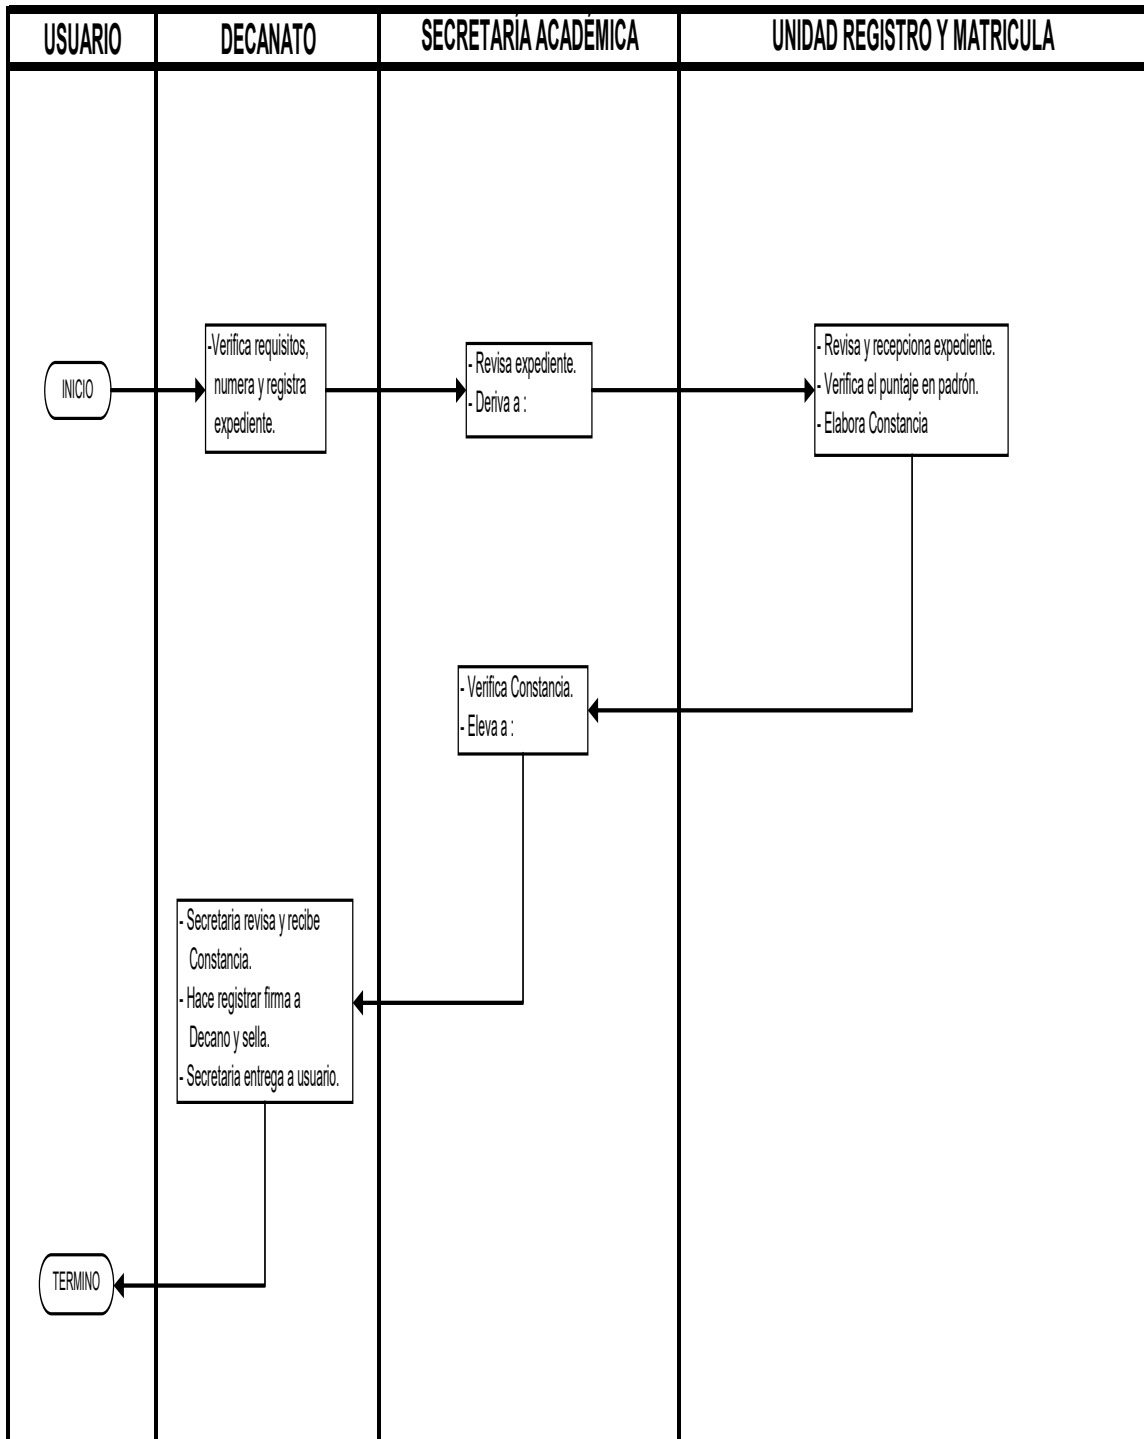 USUARIO
DECANATO
SECRETARÍA ACADÉMICA
UNIDAD REGISTRO Y MATRICULA
INICIO
-Verifica requisitos,
numera y registra
expediente.
- Revisa expediente.
- Deriva a :
- Revisa y recepciona expediente.
- Verifica el puntaje en padrón.
- Elabora Constancia
- Verifica Constancia.
- Eleva a :
- Secretaria revisa y recibe
Constancia.
- Hace registrar firma a
Decano y sella.
- Secretaria entrega a usuario.
TERMINO